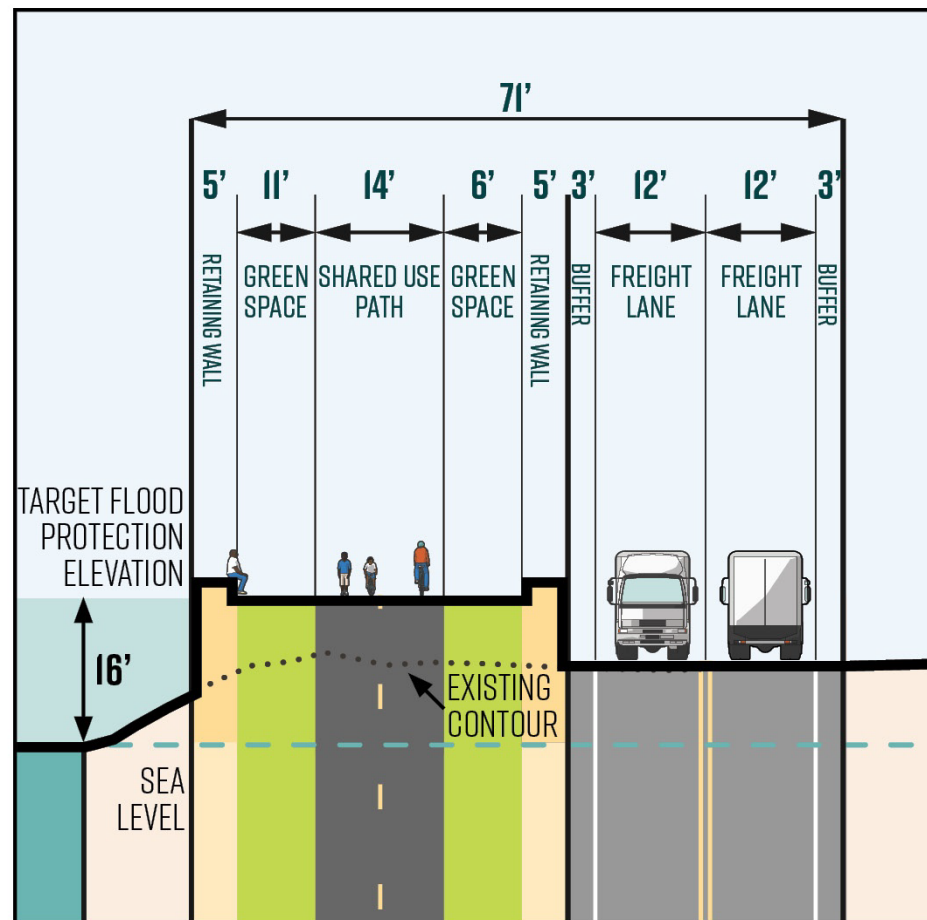 71’
5’
11’
14’
6’
5’
3’
12’
12’
3’
RETAINING WALL
GREEN
SPACE
SHARED USE
PATH
GREEN
SPACE
RETAINING WALL
BUFFER
FREIGHT
LANE
FREIGHT
LANE
BUFFER
TARGET FLOOD
PROTECTION
ELEVATION
16’
EXISTING
CONTOUR
SEA
LEVEL